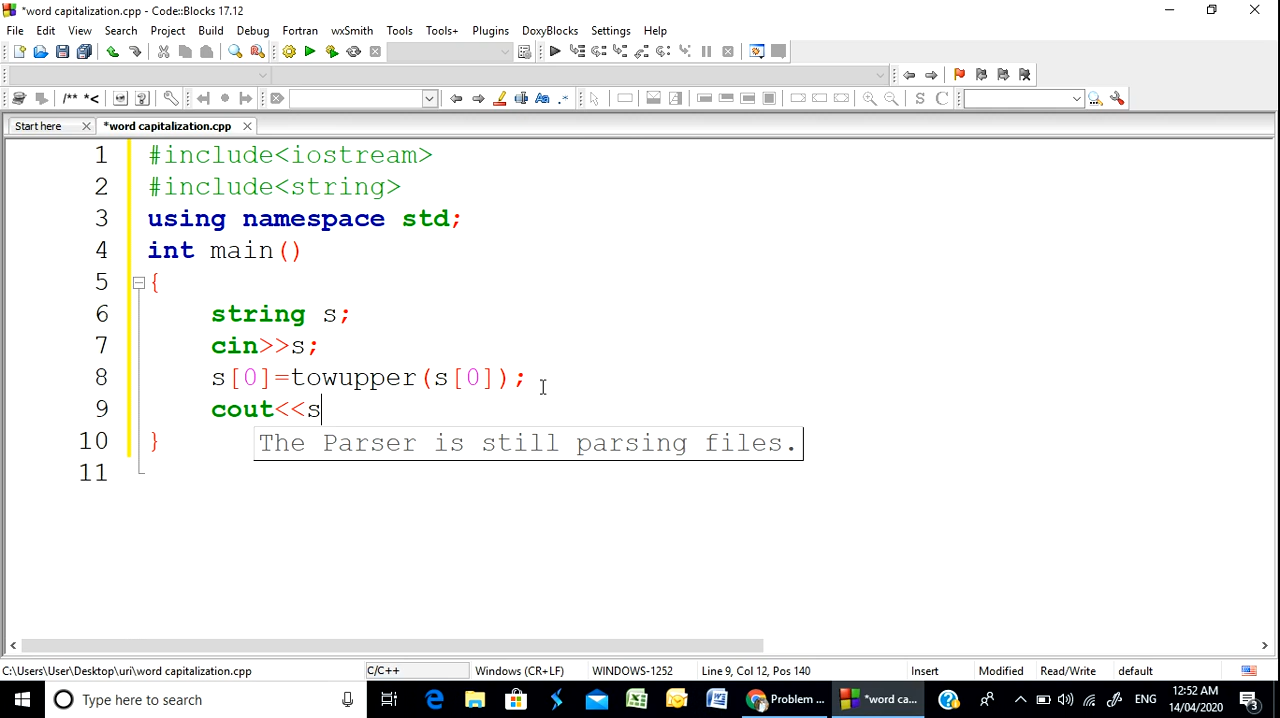 *word capitalization.cpp - Code::Blocks 17.12
File Edit View Search Project Build Debug Fortran wxSmith Tools Tools+ Plugins DoxyBlocks Settings Help
/** *< Aa .* S C
Start here *word capitalization.cpp
1 #include<iostream>
2 #include<string>
3 using namespace std;
4 int main()
5 {
6 string s;
7 cin>>s;
8 s[0]=towupper(s[0]);
9 cout<<s
10 }
The Parser is still parsing files.
11
C:\Users\User\Desktop\uri\word capitalization.cpp C/C++ Windows (CR+LF) WINDOWS-1252 Line 9, Col 12, Pos 140 Insert Modified Read/Write default
Type here to search Problem ... *word ca... ENG 12:52 AM
14/04/2020 3